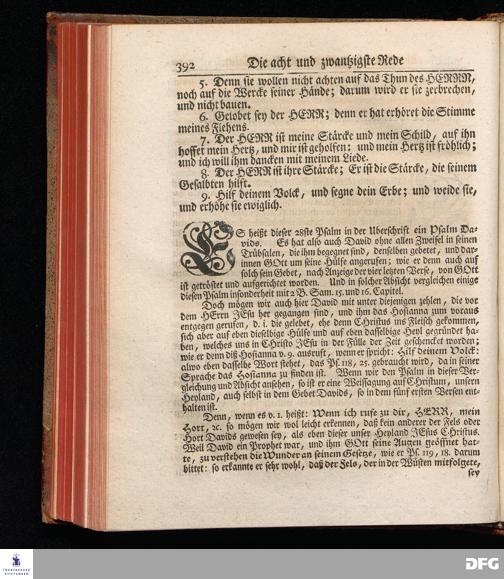 392 Die acht und zwantzigste Rede
5. Denn sie wollen nicht achten auf das Thun des HERRN,
noch auf die Wercke seiner Hände; darum wird er sie zerbrechen,
und nicht bauen.
6. Gelobet sey der HERR; denn er hat erhöret die Stimme
meines Flehens.
7. Der HERR ist meine Stärcke und mein Schild, auf ihn
hoffet mein Hertz, und mir ist geholfen: und mein Hertz ist fröhlich;
und ich will ihm dancken mit meinem Liede.
8. Der HERR ist ihre Stärcke; Er ist die Stärcke, die seinem
Gesalbten hilft.
9. Hilf deinem Volck, und segne dein Erbe; und weide sie,
und erhöhe sie ewiglich.
ES heißt dieser 28ste Psalm in der Uberschrift ein Psalm Da-
vids. Es hat also auch David ohne allen Zweifel in seinen
Trübsalen, die ihm begegnet sind, denselben gebetet, und dar-
innen GOtt um seine Hülfe angerufen; wie er denn auch auf
solch sein Gebet, nach Anzeige der vier letzten Verse, von GOtt
ist getröstet und aufgerichtet worden. Und in solcher Absicht vergleichen einige
diesen Psalm insonderheit mit 2 B. Sam. 15. und 16. Capitel.
Doch mögen wir auch hier David mit unter diejenigen zehlen, die vor
dem HErrn JEsu her gegangen sind, und ihm das Hosianna zum voraus
entgegen gerufen, d. i. die gelebet, ehe denn Christus ins Fleisch gekommen,
sich aber auf eben dieselbige Hülfe und auf eben dasselbige Heyl gegründet ha-
ben, welches uns in CHristo JEsu in der Fülle der Zeit geschencket worden;
wie er denn diß Hosianna v. 9. ausruft, wenn er spricht: Hilf deinem Volck:
alwo eben dasselbe Wort stehet, das Ps. 118, 25. gebraucht wird, da in seiner
Sprache das Hosianna zu finden ist. Wenn wir den Psalm in dieser Ver-
gleichung und Absicht ansehen, so ist er eine Weissagung auf CHristum, unsern
Heyland, auch selbst in dem Gebet Davids, so in dem fünf ersten Versen ent-
halten ist.
Denn, wenn es v. 1. heißt: Wenn ich rufe zu dir, HERR, mein
Hort, ꝛc. so mögen wir wol leicht erkennen, daß kein anderer der Fels oder
Hort Davids gewesen sey, als eben dieser unser Heyland JEsus CHristus.
Weil David ein Prophet war, und ihm GOtt seine Augen geöffnet hat-
te, zu verstehen die Wunder an seinem Gesetze, wie er Ps. 119, 18. darum
bittet: so erkannte er sehr wohl, daß der Fels, der in der Wüsten mitfolgete,
sey
FRANCKESCHE
STIFTUNGEN
DFG